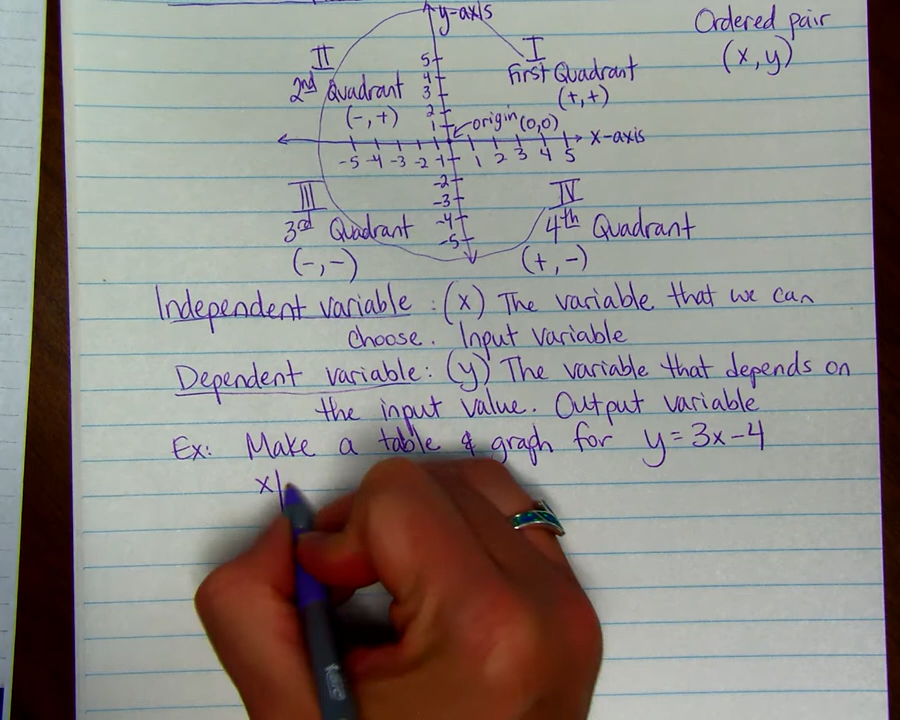 y-axis
Ordered pair
(x, y)
II
2nd Quadrant
(-, +)
I
First Quadrant
(+, +)
5
4
3
2
1
origin (0,0)
x-axis
-5 -4 -3 -2 -1 1 2 3 4 5
-2
-3
-4
-5
III
3rd Quadrant
(-, -)
IV
4th Quadrant
(+, -)
Independent variable : (x) The variable that we can
choose. Input variable
Dependent variable: (y) The variable that depends on
the input value. Output variable
Ex: Make a table & graph for y=3x-4
x|